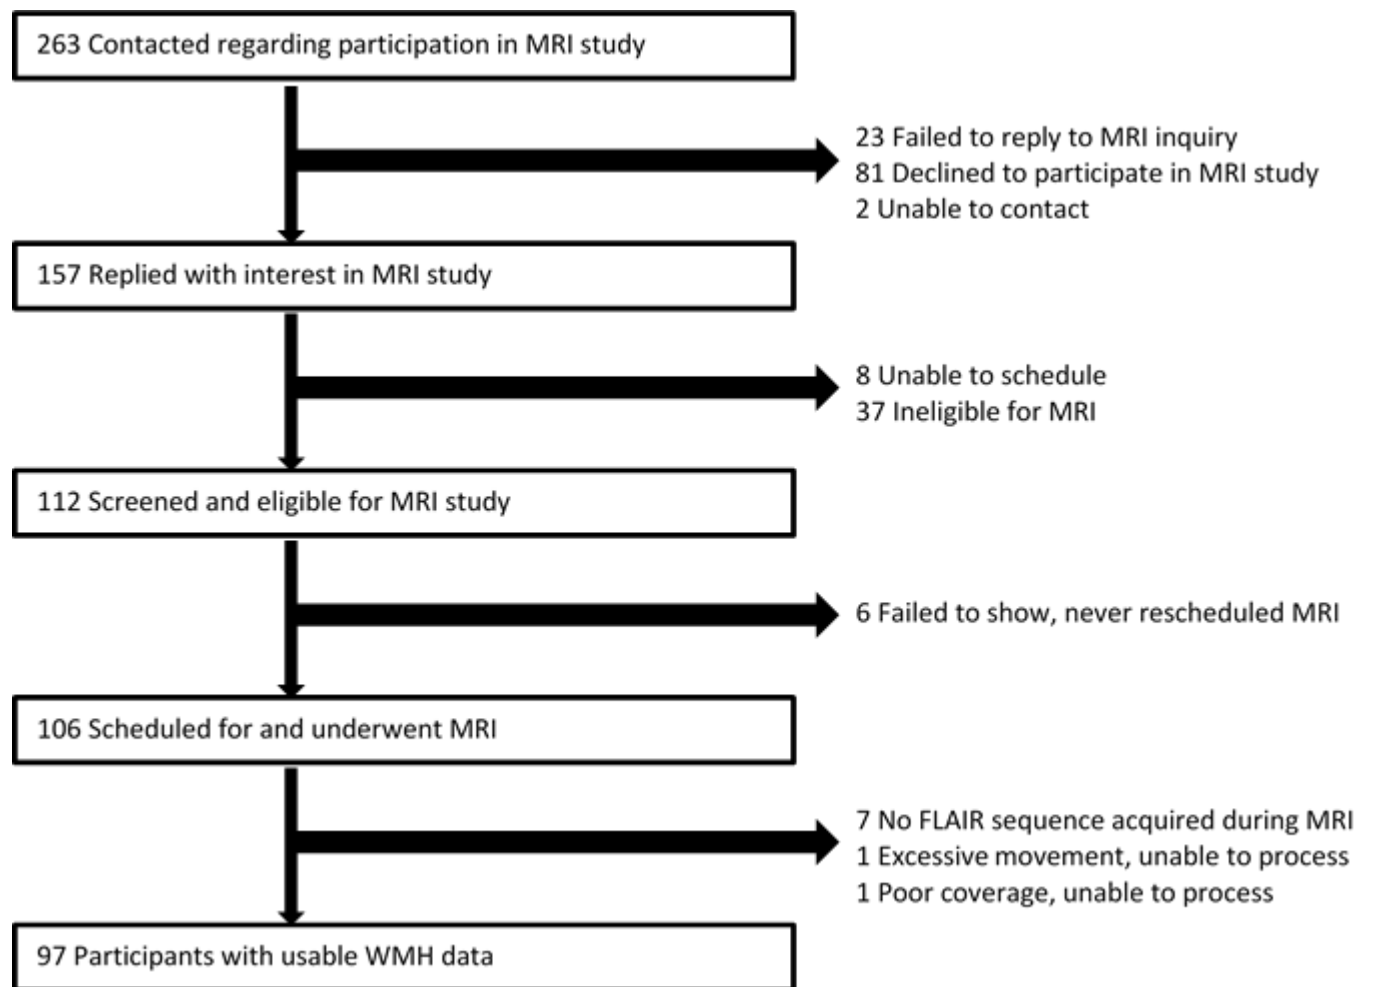 263 Contacted regarding participation in MRI study
23 Failed to reply to MRI inquiry
81 Declined to participate in MRI study
2 Unable to contact
157 Replied with interest in MRI study
8 Unable to schedule
37 Ineligible for MRI
112 Screened and eligible for MRI study
6 Failed to show, never rescheduled MRI
106 Scheduled for and underwent MRI
7 No FLAIR sequence acquired during MRI
1 Excessive movement, unable to process
1 Poor coverage, unable to process
97 Participants with usable WMH data